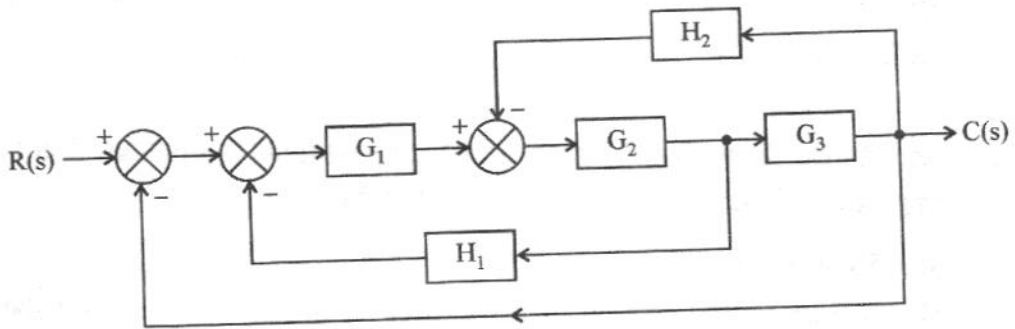 H₂
R(s) + − + − G₁ + − G₂ G₃ C(s)
H₁